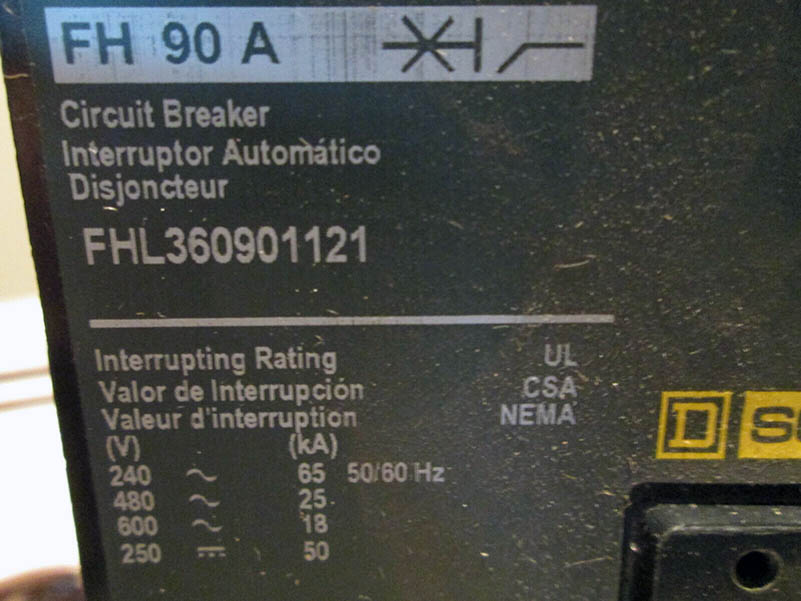 FH 90 A
Circuit Breaker
Interruptor Automático
Disjoncteur
FHL360901121
Interrupting Rating UL
Valor de Interrupción CSA
Valeur d'interruption NEMA
(V) (kA)
240 ~ 65 50/60 Hz
480 ~ 25
600 ~ 18
250 ⎓ 50
D